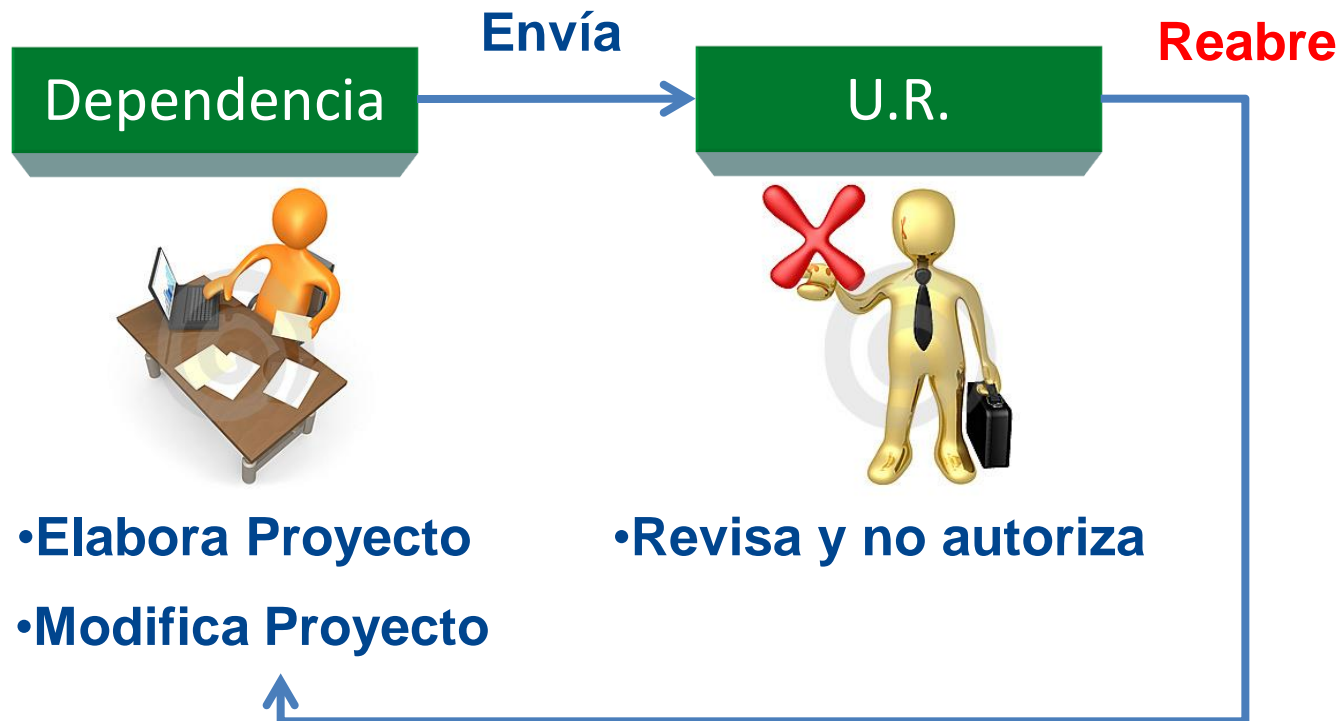 Envía
Reabre
Dependencia
U.R.
•Elabora Proyecto
•Revisa y no autoriza
•Modifica Proyecto